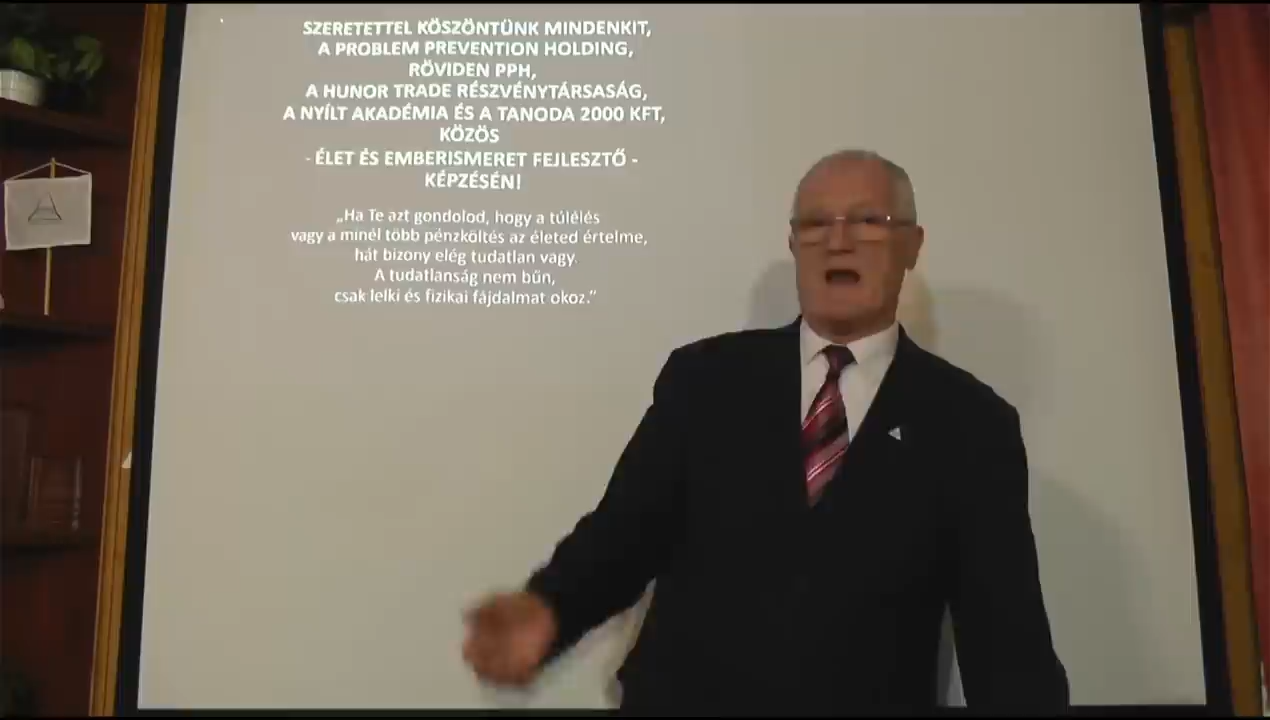 SZERETETTEL KÖSZÖNTÜNK MINDENKIT,
A PROBLEM PREVENTION HOLDING,
RÖVIDEN PPH,
A HUNOR TRADE RÉSZVÉNYTÁRSASÁG,
A NYÍLT AKADÉMIA ÉS A TANODA 2000 KFT,
KÖZÖS
- ÉLET ÉS EMBERISMERET FEJLESZTŐ -
KÉPZÉSÉN!
„Ha Te azt gondolod, hogy a túlélés
vagy a minél több pénzköltés az életed értelme,
hát bizony elég tudatlan vagy.
A tudatlanság nem bűn,
csak lelki és fizikai fájdalmat okoz.”